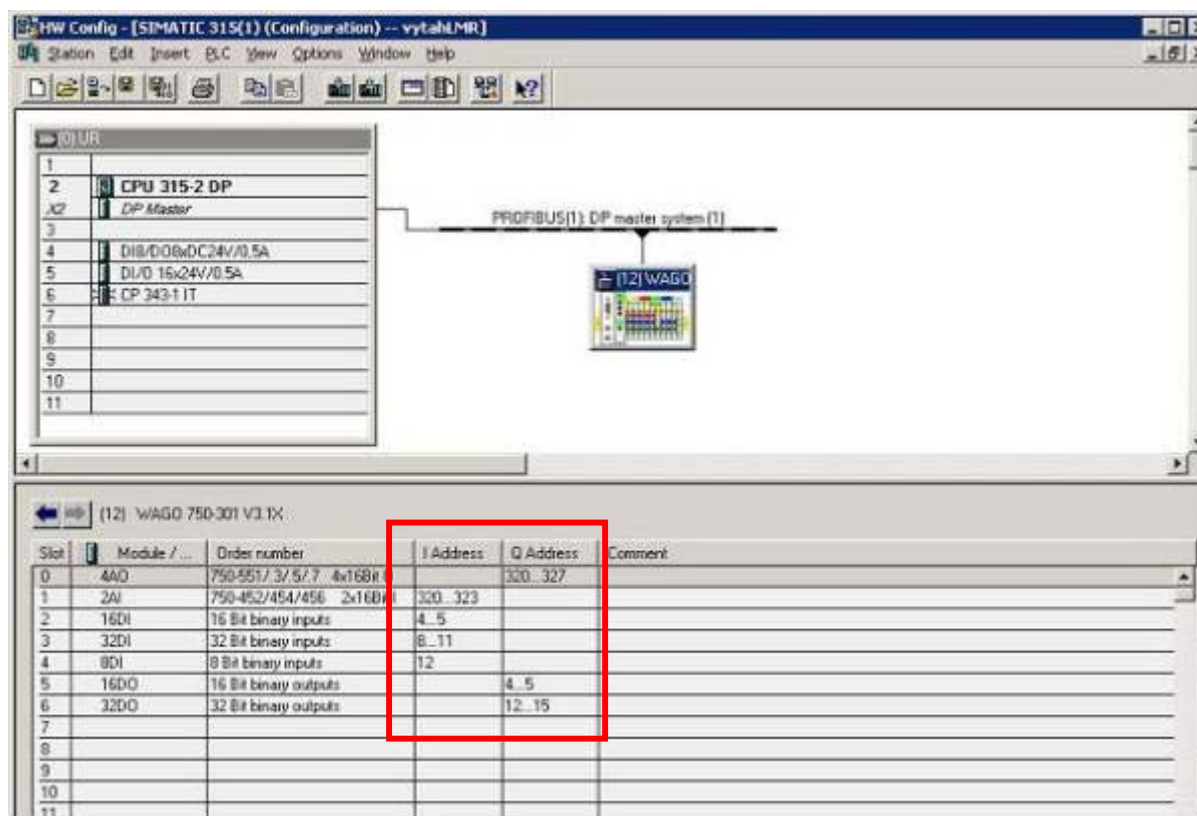 HW Config - [SIMATIC 315(1) (Configuration) -- vytahLMR]
Station Edit Insert PLC View Options Window Help
(0) UR
1
2 CPU 315-2 DP
X2 DP Master
3
4 DI8/DO8xDC24V/0.5A
5 DI/O 16x24V/0.5A
6 CP 343-1 IT
7
8
9
10
11
PROFIBUS(1): DP master system (1)
(12) WAGO
(12) WAGO 750-301 V3.1X
Slot Module / ... Order number I Address Q Address Comment
0 4AO 750-551/.3/.5/.7 4x16Bit 320...327
1 2AI 750-452/454/456 2x16Bit I 320...323
2 16DI 16 Bit binary inputs 4...5
3 32DI 32 Bit binary inputs 8...11
4 8DI 8 Bit binary inputs 12
5 16DO 16 Bit binary outputs 4...5
6 32DO 32 Bit binary outputs 12...15
7
8
9
10
11